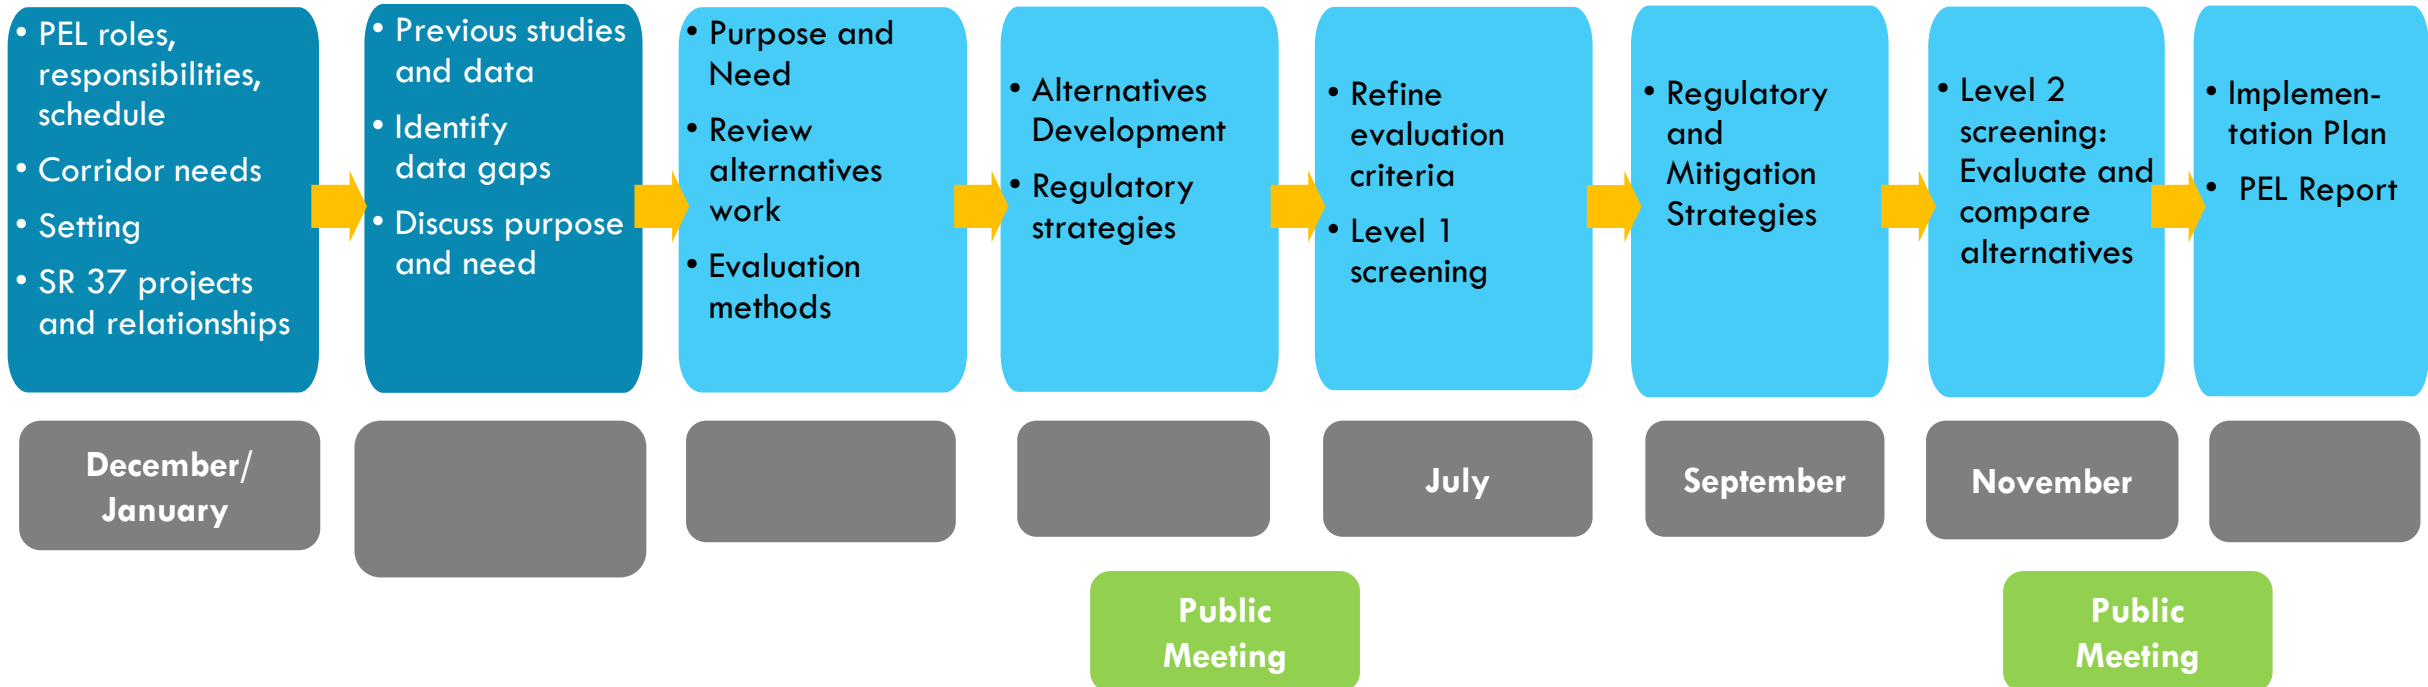 • PEL roles,
responsibilities,
schedule
• Corridor needs
• Setting
• SR 37 projects
and relationships
• Previous studies
and data
• Identify
data gaps
• Discuss purpose
and need
• Purpose and
Need
• Review
alternatives
work
• Evaluation
methods
• Alternatives
Development
• Regulatory
strategies
• Refine
evaluation
criteria
• Level 1
screening
• Regulatory
and
Mitigation
Strategies
• Level 2
screening:
Evaluate and
compare
alternatives
• Implemen-
tation Plan
• PEL Report
December/
January
July
September
November
Public
Meeting
Public
Meeting